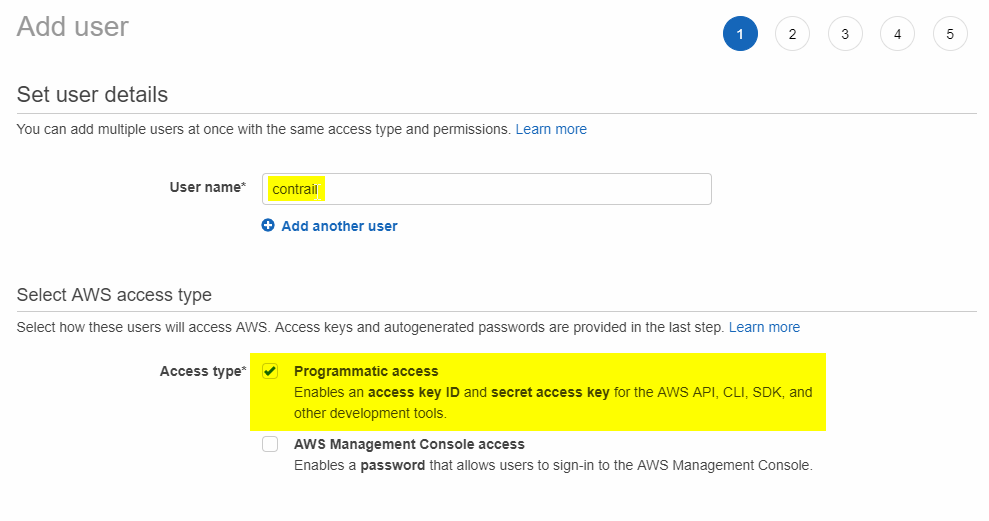 Add user
1 2 3 4 5
Set user details
You can add multiple users at once with the same access type and permissions. Learn more
User name*
contrail
Add another user
Select AWS access type
Select how these users will access AWS. Access keys and autogenerated passwords are provided in the last step. Learn more
Access type*
Programmatic access
Enables an access key ID and secret access key for the AWS API, CLI, SDK, and
other development tools.
AWS Management Console access
Enables a password that allows users to sign-in to the AWS Management Console.